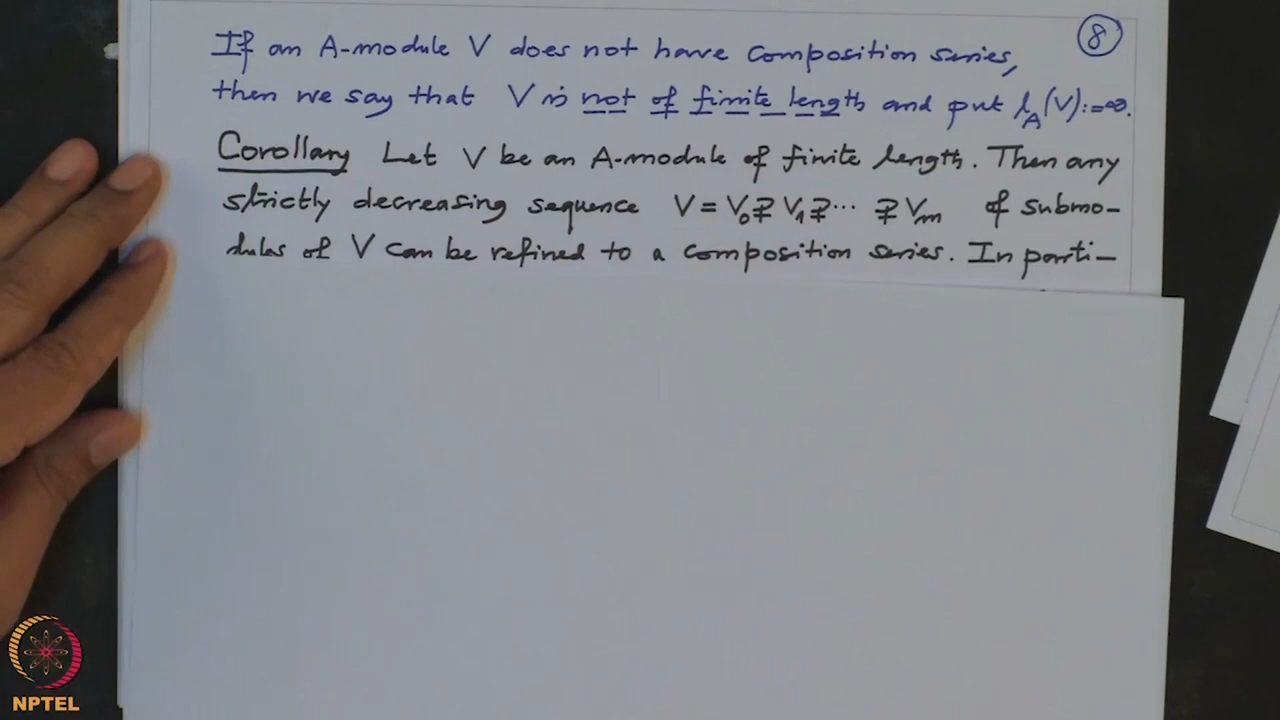 If an A-module V does not have composition series,
⑧
then we say that V is not of finite length and put l_A(V):=∞.
Corollary Let V be an A-module of finite length. Then any
strictly decreasing sequence V = V₀ ⊋ V₁ ⊋ ··· ⊋ Vₘ of submo-
dules of V can be refined to a composition series. In parti-
NPTEL